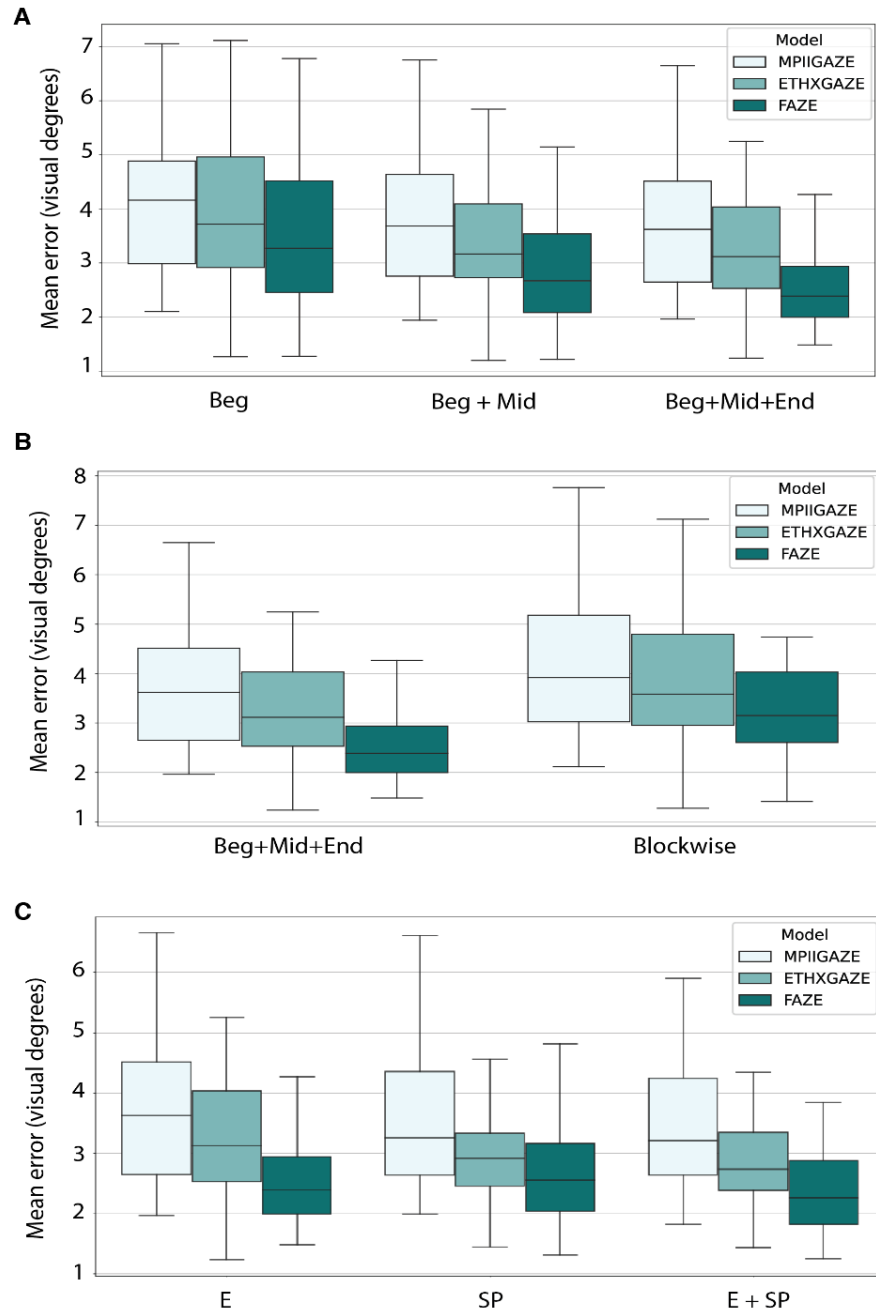 A
Mean error (visual degrees)
7
6
5
4
3
2
1
Model
MPIIGAZE
ETHXGAZE
FAZE
Beg
Beg + Mid
Beg+Mid+End
B
Mean error (visual degrees)
8
7
6
5
4
3
2
1
Model
MPIIGAZE
ETHXGAZE
FAZE
Beg+Mid+End
Blockwise
C
Mean error (visual degrees)
6
5
4
3
2
1
Model
MPIIGAZE
ETHXGAZE
FAZE
E
SP
E + SP